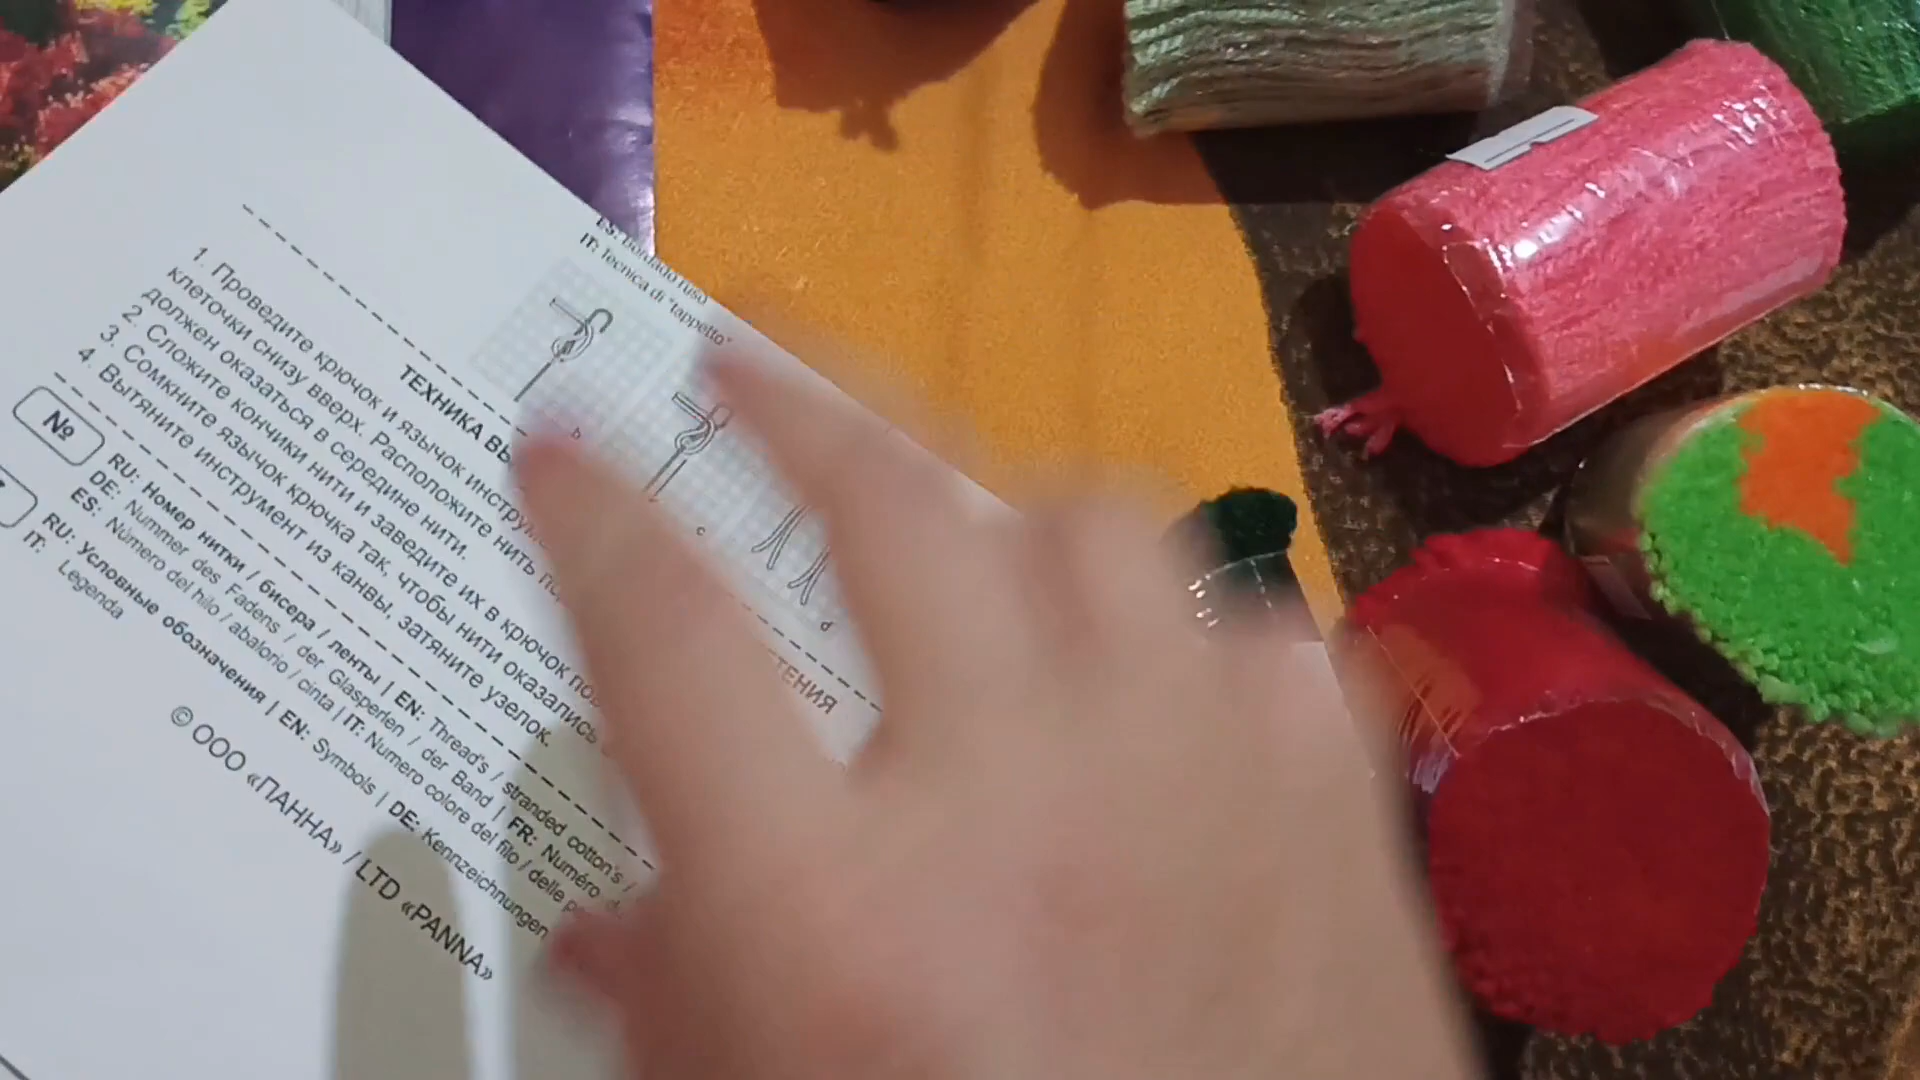 ES: Bordado ruso
IT: Tecnica di "tappetto"
b
c
d
ТЕХНИКА
ТЕНИЯ
1. Проведите крючок и язычок
клеточки снизу вверх. Расположите нить
должен оказаться в середине нити.
2. Сложите кончики нити и заведите их в крючок
3. Сомкните язычок крючка так, чтобы нити оказались
4. Вытяните инструмент из канвы, затяните узелок.
№
RU: Номер нитки / бисера / ленты | EN: Thread's / stranded cotton's /
DE: Nummer des Fadens / der Glasperlen / der Band | FR: Numéro
ES: Número del hilo / abalorio / cinta | IT: Numero colore del filo / delle
RU: Условные обозначения | EN: Symbols | DE: Kennzeichnungen
IT: Legenda
© ООО «ПАННА» / LTD «PANNA»